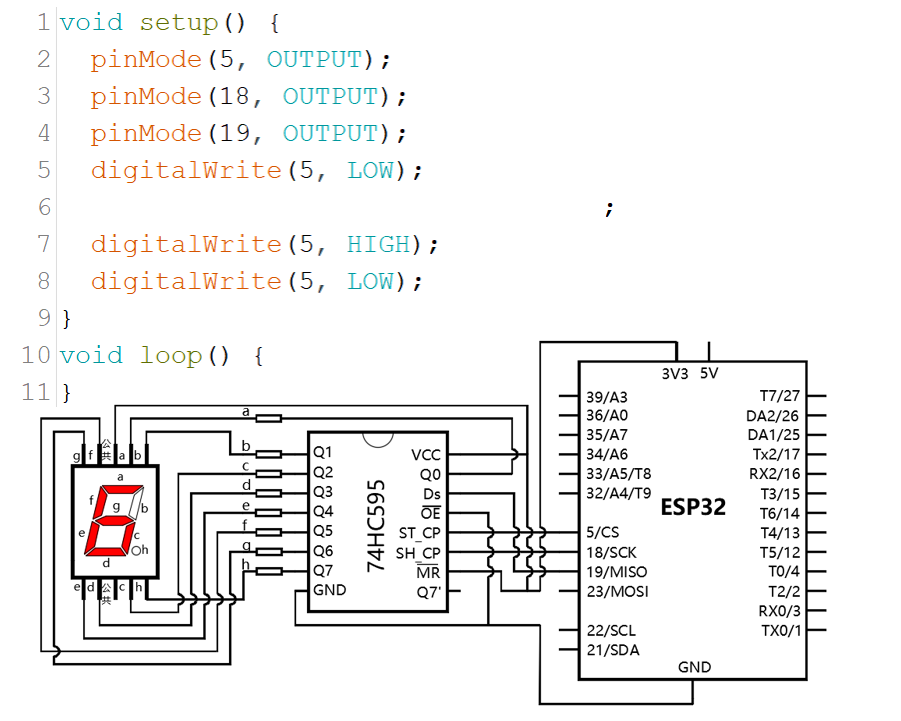 1 void setup() {
2 pinMode(5, OUTPUT);
3 pinMode(18, OUTPUT);
4 pinMode(19, OUTPUT);
5 digitalWrite(5, LOW);
6 ;
7 digitalWrite(5, HIGH);
8 digitalWrite(5, LOW);
9 }
10 void loop() {
11 }
3V3 5V
39/A3 T7/27
36/A0 DA2/26
35/A7 DA1/25
34/A6 Tx2/17
33/A5/T8 RX2/16
32/A4/T9 T3/15
ESP32
T6/14
5/CS T4/13
18/SCK T5/12
19/MISO T0/4
23/MOSI T2/2
RX0/3
22/SCL TX0/1
21/SDA
GND
a
b
c
d
e
f
g
h
74HC595
Q1 VCC
Q2 Q0
Q3 Ds
Q4 OE
Q5 ST_CP
Q6 SH_CP
Q7 MR
GND Q7'
g f 公共 a b
a
f g b
e c
d h
e d 公共 c h